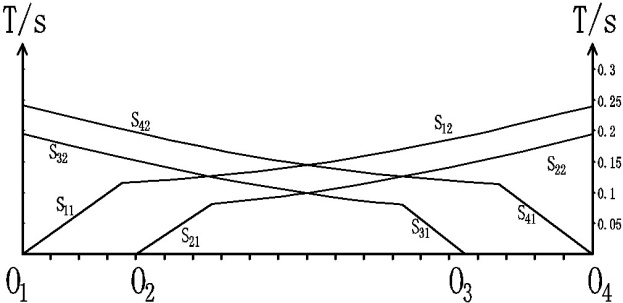 T/s T/s
0.3
0.25
S42 S12 0.2
S32 S22 0.15
S11 S21 S31 S41 0.1
0.05
O1 O2 O3 O4